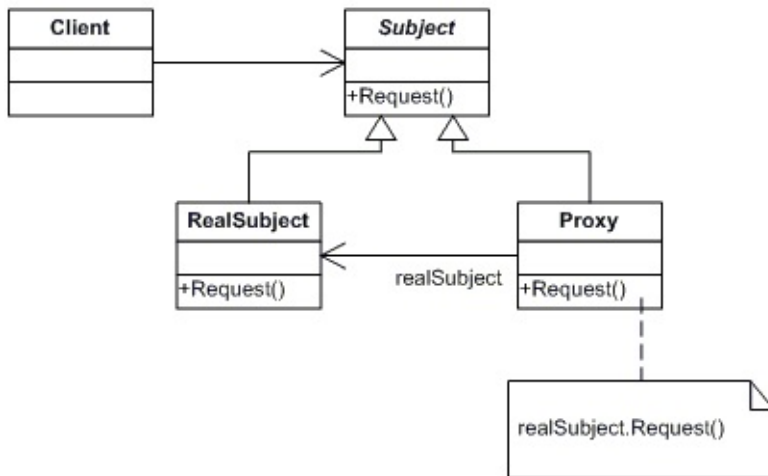 Client
Subject
+Request()
RealSubject
+Request()
realSubject
Proxy
+Request()
realSubject.Request()